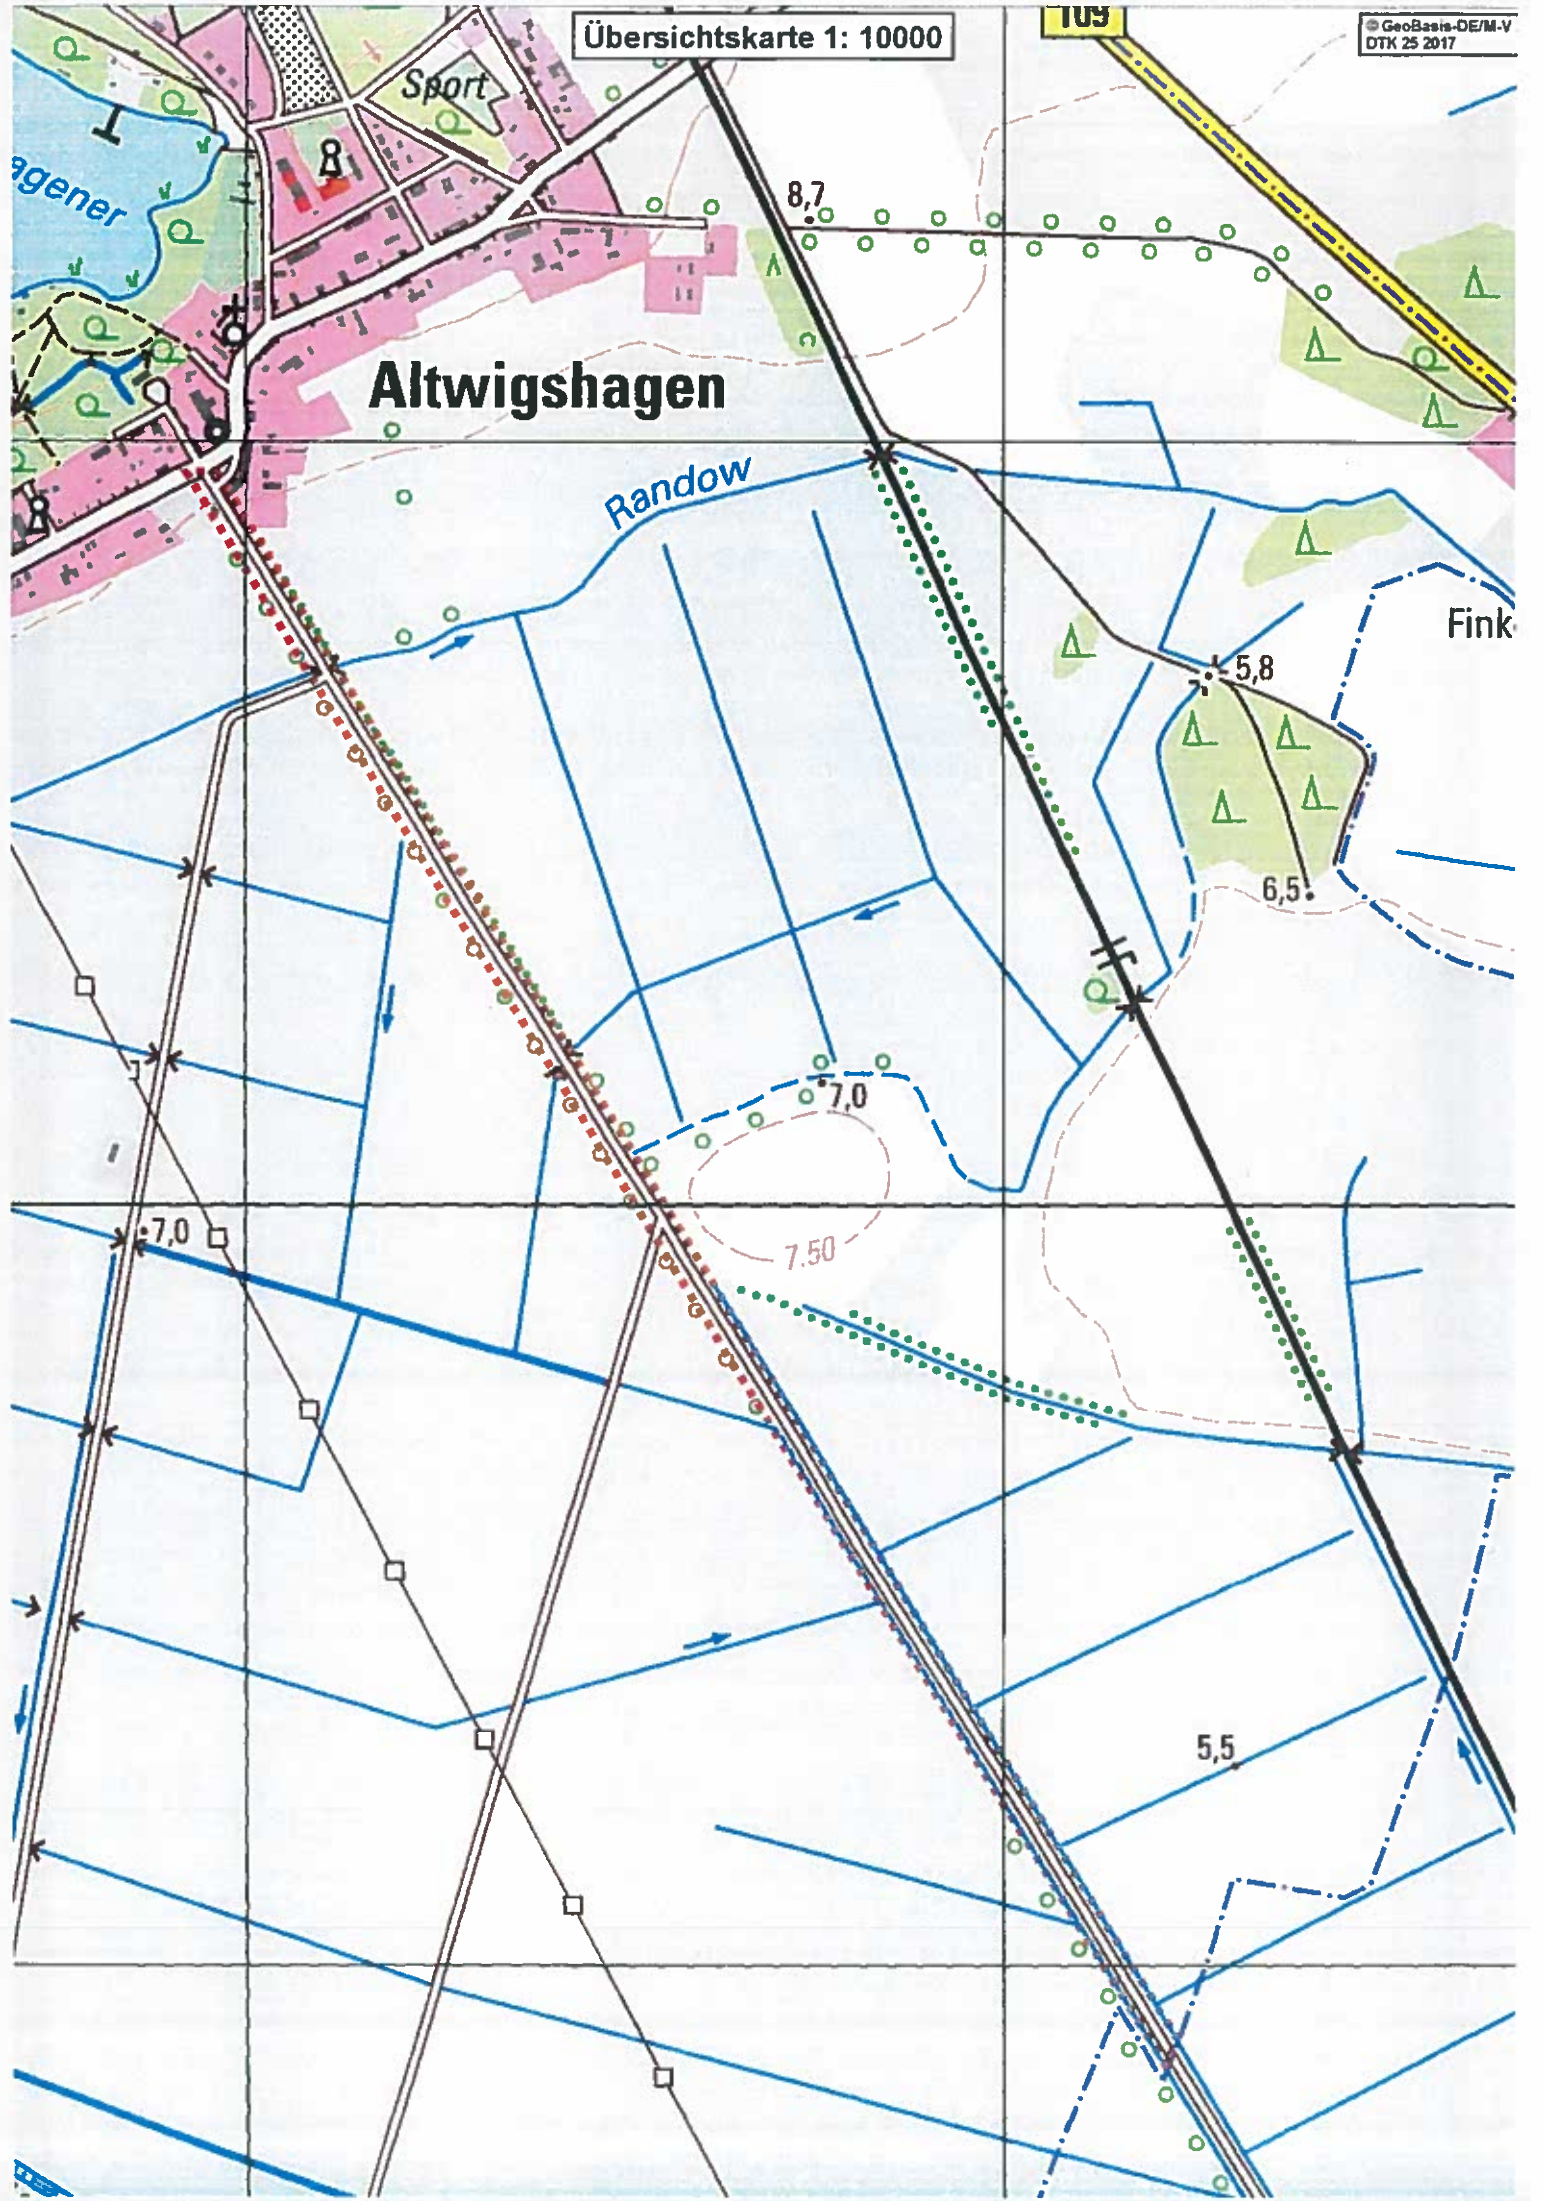 Übersichtskarte 1: 10000
109
© GeoBasis-DE/M-V
DTK 25 2017
Sport
agener
8,7
Altwigshagen
Randow
Fink
5,8
6,5
7,0
7,0
7.50
5,5